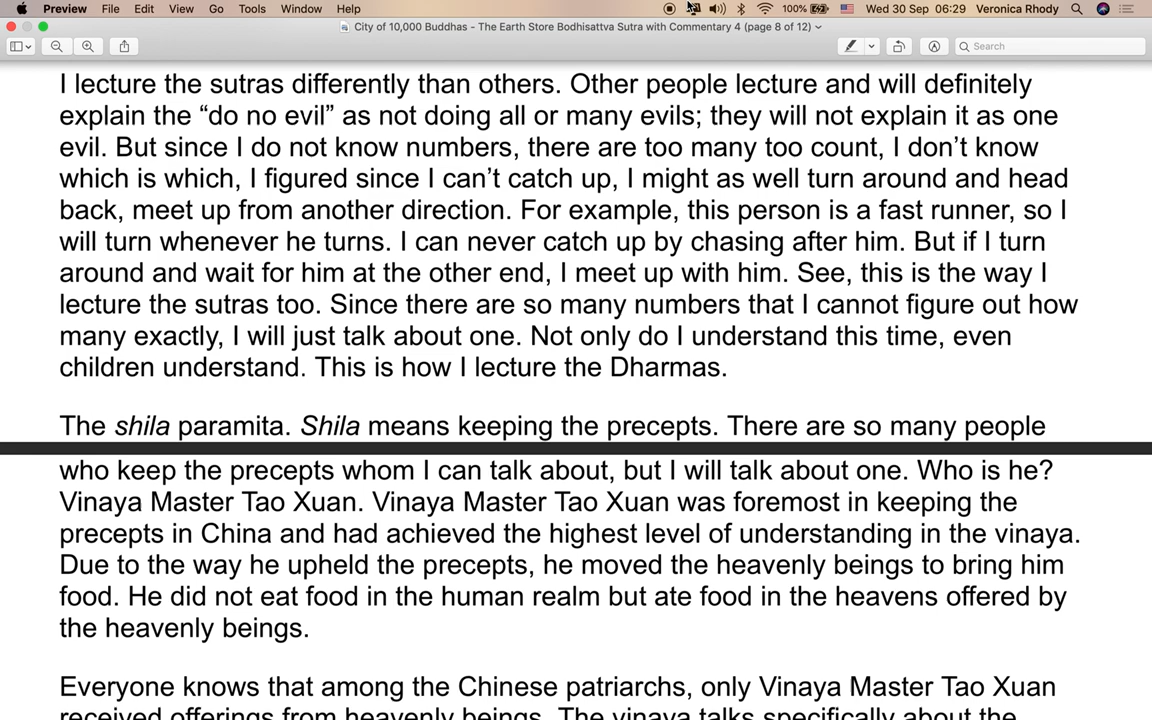 Preview File Edit View Go Tools Window Help 100% Wed 30 Sep 06:29 Veronica Rhody
City of 10,000 Buddhas - The Earth Store Bodhisattva Sutra with Commentary 4 (page 8 of 12)
Search
I lecture the sutras differently than others. Other people lecture and will definitely
explain the “do no evil” as not doing all or many evils; they will not explain it as one
evil. But since I do not know numbers, there are too many too count, I don’t know
which is which, I figured since I can’t catch up, I might as well turn around and head
back, meet up from another direction. For example, this person is a fast runner, so I
will turn whenever he turns. I can never catch up by chasing after him. But if I turn
around and wait for him at the other end, I meet up with him. See, this is the way I
lecture the sutras too. Since there are so many numbers that I cannot figure out how
many exactly, I will just talk about one. Not only do I understand this time, even
children understand. This is how I lecture the Dharmas.
The shila paramita. Shila means keeping the precepts. There are so many people
who keep the precepts whom I can talk about, but I will talk about one. Who is he?
Vinaya Master Tao Xuan. Vinaya Master Tao Xuan was foremost in keeping the
precepts in China and had achieved the highest level of understanding in the vinaya.
Due to the way he upheld the precepts, he moved the heavenly beings to bring him
food. He did not eat food in the human realm but ate food in the heavens offered by
the heavenly beings.
Everyone knows that among the Chinese patriarchs, only Vinaya Master Tao Xuan
received offerings from heavenly beings. The vinaya talks specifically about the